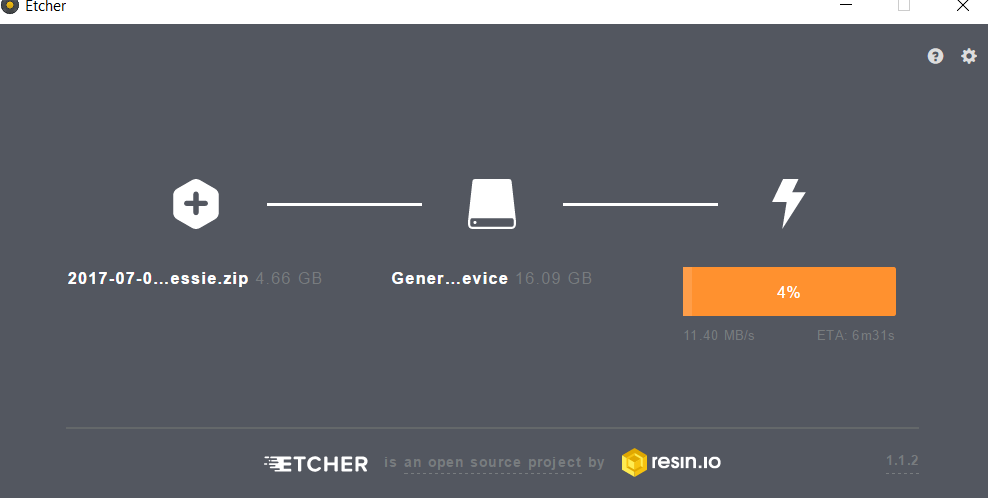 Etcher
2017-07-0...essie.zip 4.66 GB
Gener...evice 16.09 GB
4%
11.40 MB/s
ETA: 6m31s
ETCHER is an open source project by resin.io
1.1.2